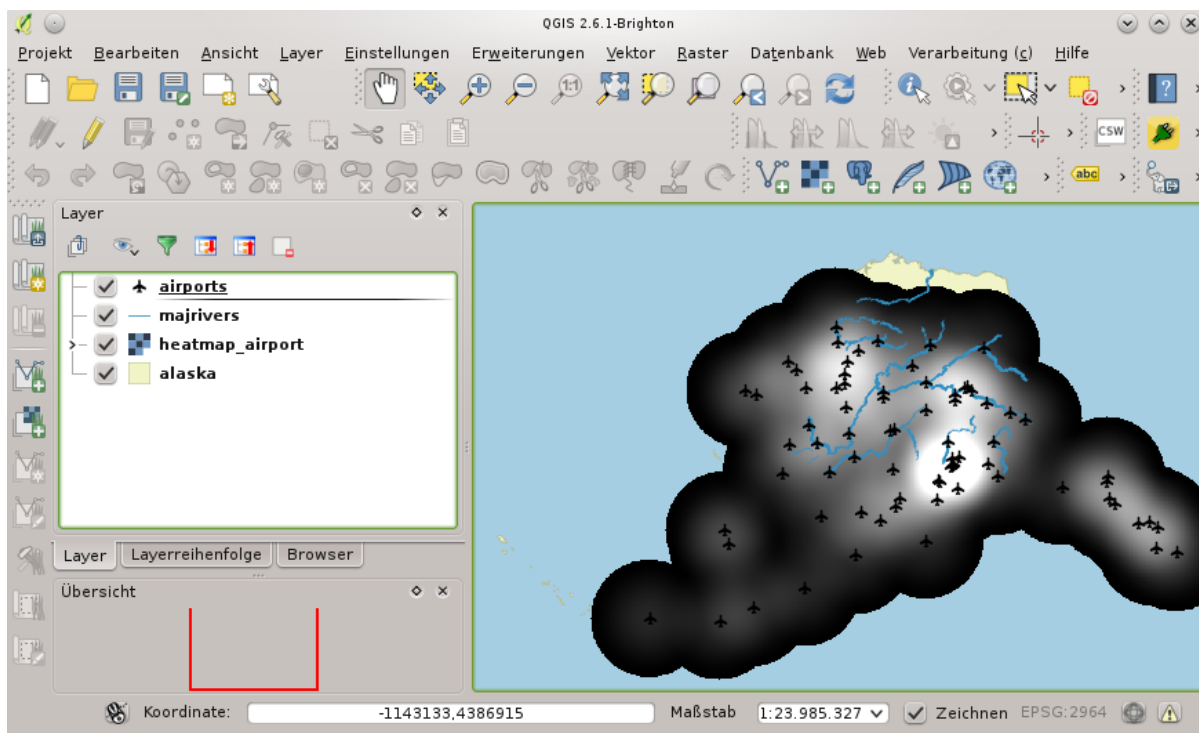 QGIS 2.6.1-Brighton
Projekt Bearbeiten Ansicht Layer Einstellungen Erweiterungen Vektor Raster Datenbank Web Verarbeitung (c) Hilfe
1:1
?
CSW
abc
Layer
airports
majrivers
heatmap_airport
alaska
Layer Layerreihenfolge Browser
Übersicht
Koordinate: -1143133,4386915 Maßstab 1:23.985.327 Zeichnen EPSG:2964